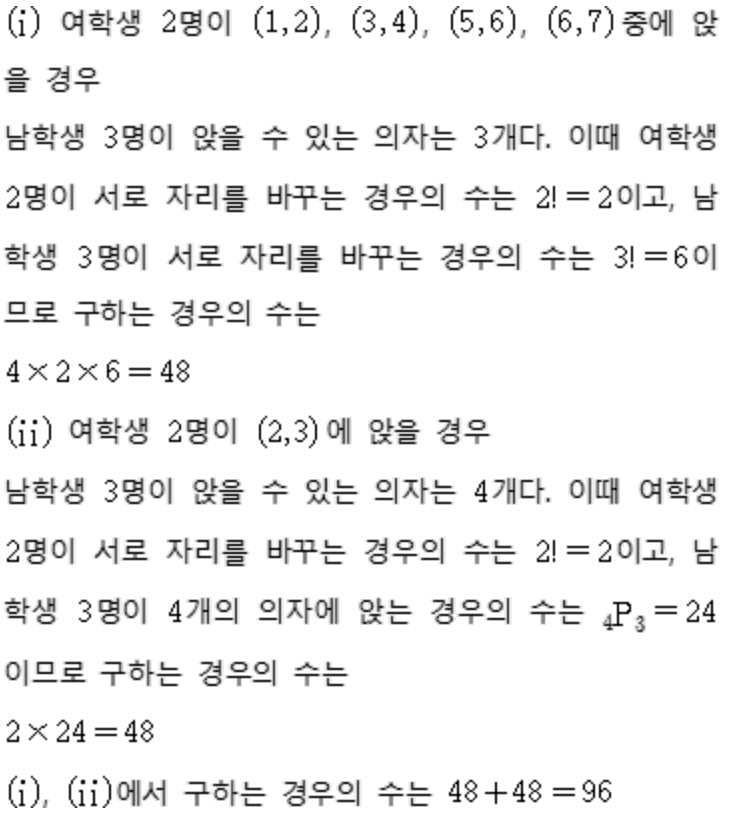 (i) 여학생 2명이 (1,2), (3,4), (5,6), (6,7)중에 앉
을 경우
남학생 3명이 앉을 수 있는 의자는 3개다. 이때 여학생
2명이 서로 자리를 바꾸는 경우의 수는 2! = 2이고, 남
학생 3명이 서로 자리를 바꾸는 경우의 수는 3! = 6이
므로 구하는 경우의 수는
4×2×6 = 48
(ii) 여학생 2명이 (2,3)에 앉을 경우
남학생 3명이 앉을 수 있는 의자는 4개다. 이때 여학생
2명이 서로 자리를 바꾸는 경우의 수는 2! = 2이고, 남
학생 3명이 4개의 의자에 앉는 경우의 수는 ₄P₃ = 24
이므로 구하는 경우의 수는
2×24 = 48
(i), (ii)에서 구하는 경우의 수는 48+48 = 96